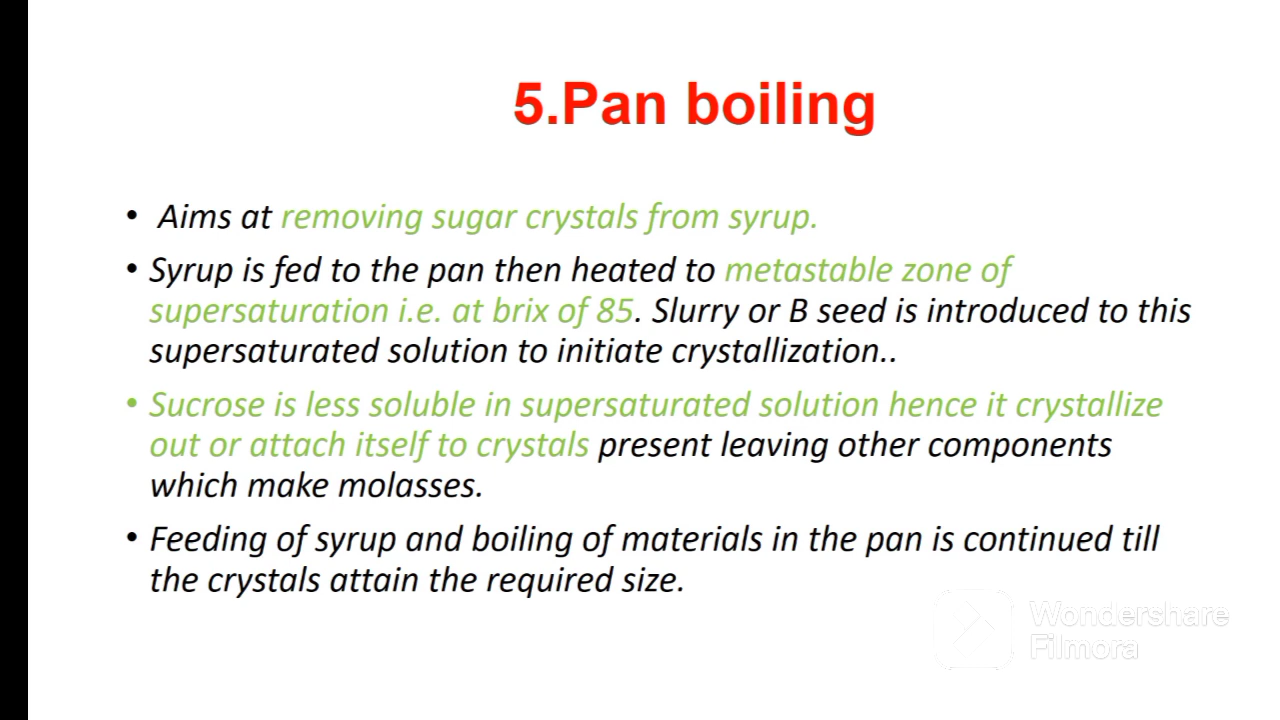 5.Pan boiling
• Aims at removing sugar crystals from syrup.
• Syrup is fed to the pan then heated to metastable zone of
supersaturation i.e. at brix of 85. Slurry or B seed is introduced to this
supersaturated solution to initiate crystallization..
• Sucrose is less soluble in supersaturated solution hence it crystallize
out or attach itself to crystals present leaving other components
which make molasses.
• Feeding of syrup and boiling of materials in the pan is continued till
the crystals attain the required size.
Wondershare
Filmora